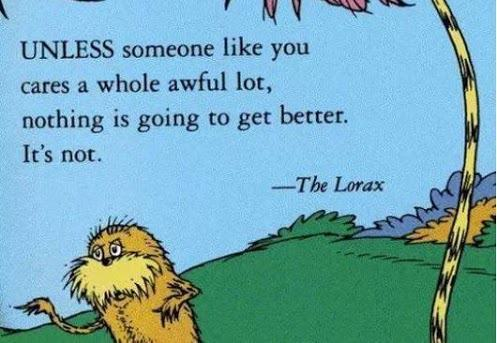 UNLESS someone like you
cares a whole awful lot,
nothing is going to get better.
It's not.
—The Lorax